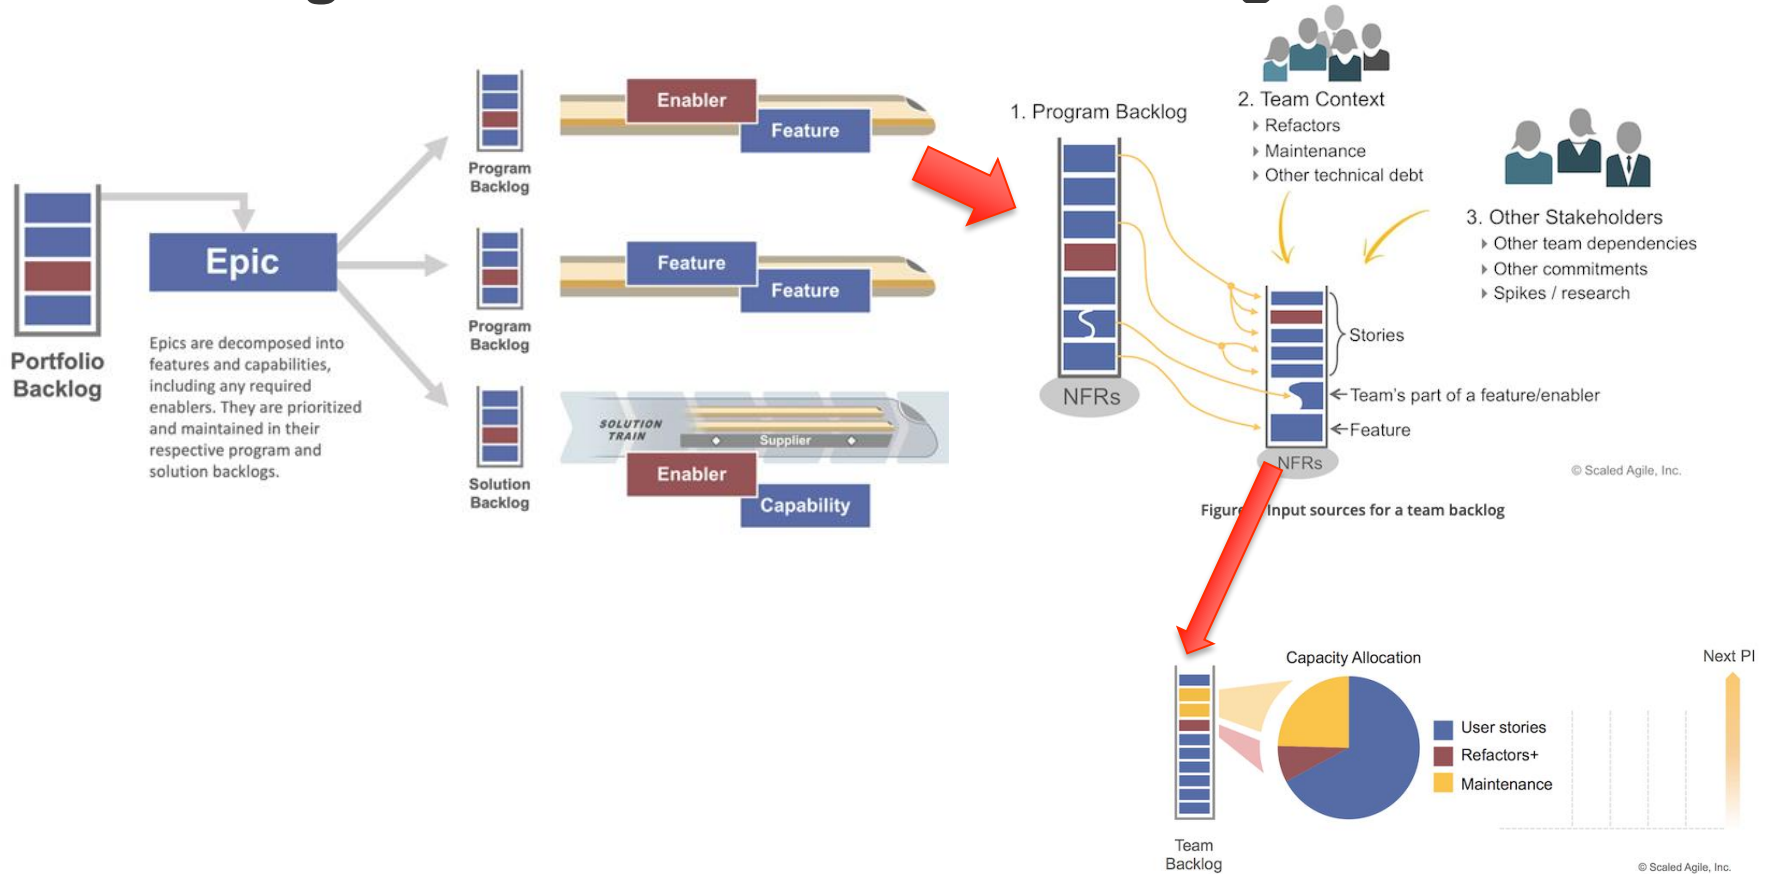 Portfolio
Backlog
Epic
Epics are decomposed into
features and capabilities,
including any required
enablers. They are prioritized
and maintained in their
respective program and
solution backlogs.
Program
Backlog
Enabler
Feature
Program
Backlog
Feature
Feature
Solution
Backlog
SOLUTION
TRAIN
Supplier
Enabler
Capability
1. Program Backlog
NFRs
2. Team Context
Refactors
Maintenance
Other technical debt
3. Other Stakeholders
Other team dependencies
Other commitments
Spikes / research
Stories
Team's part of a feature/enabler
Feature
NFRs
© Scaled Agile, Inc.
Input sources for a team backlog
Team
Backlog
Capacity Allocation
User stories
Refactors+
Maintenance
Next PI
© Scaled Agile, Inc.